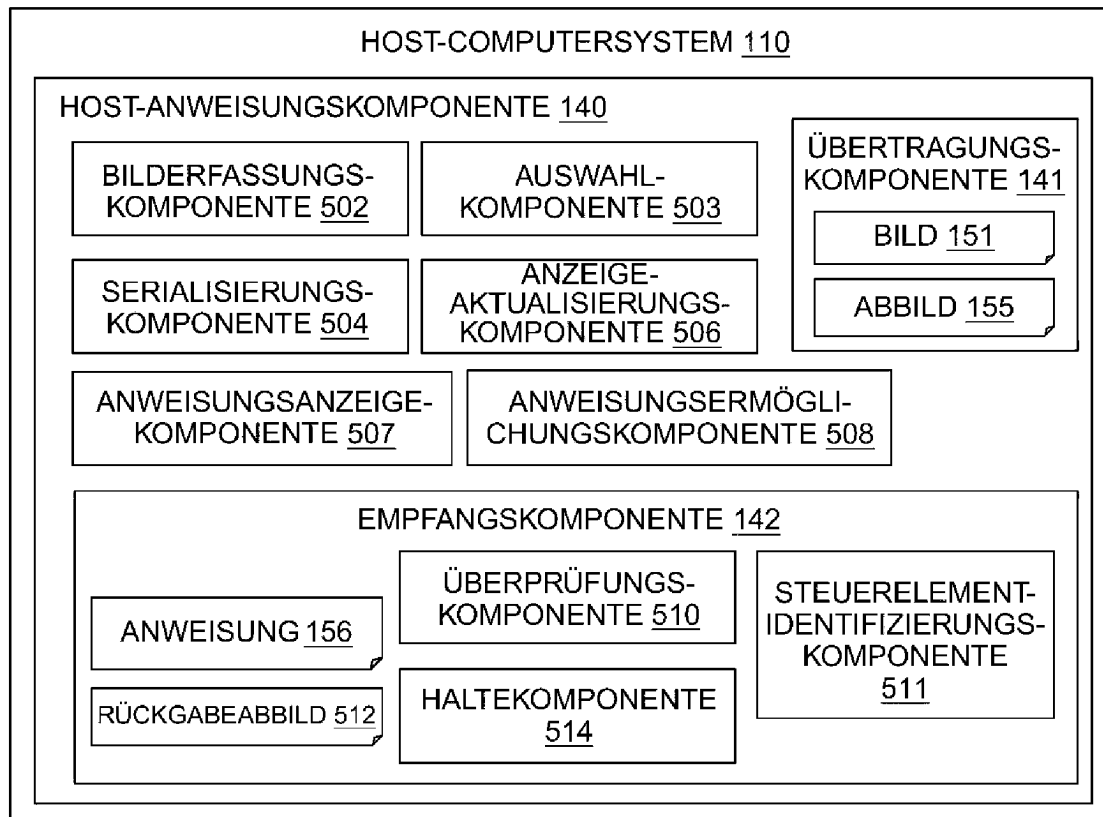 HOST-COMPUTERSYSTEM 110
HOST-ANWEISUNGSKOMPONENTE 140
BILDERFASSUNGS-
KOMPONENTE 502
AUSWAHL-
KOMPONENTE 503
ÜBERTRAGUNGS-
KOMPONENTE 141
BILD 151
ABBILD 155
SERIALISIERUNGS-
KOMPONENTE 504
ANZEIGE-
AKTUALISIERUNGS-
KOMPONENTE 506
ANWEISUNGSANZEIGE-
KOMPONENTE 507
ANWEISUNGSERMÖGLI-
CHUNGSKOMPONENTE 508
EMPFANGSKOMPONENTE 142
ANWEISUNG 156
RÜCKGABEABBILD 512
ÜBERPRÜFUNGS-
KOMPONENTE 510
HALTEKOMPONENTE
514
STEUERELEMENT-
IDENTIFIZIERUNGS-
KOMPONENTE
511